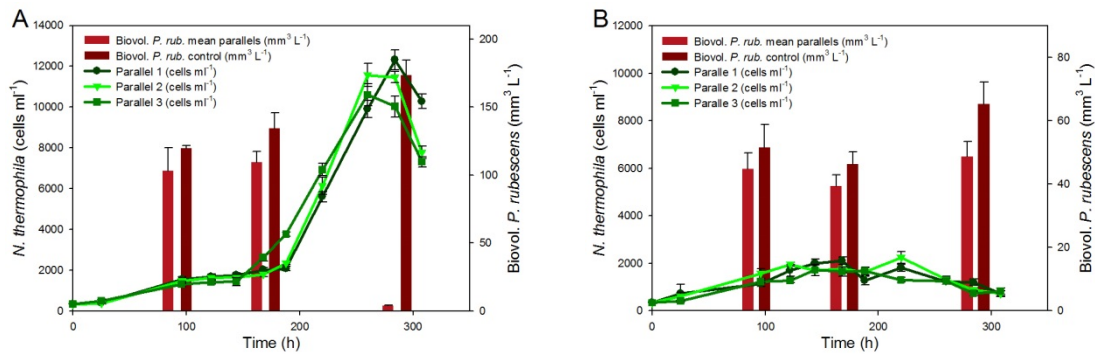 A
Biovol. P. rub. mean parallels (mm³ L⁻¹)
Biovol. P. rub. control (mm³ L⁻¹)
Parallel 1 (cells ml⁻¹)
Parallel 2 (cells ml⁻¹)
Parallel 3 (cells ml⁻¹)
N. thermophila (cells ml⁻¹)
14000
12000
10000
8000
6000
4000
2000
0
Biovol. P. rubescens (mm³ L⁻¹)
200
150
100
50
0
0 100 200 300
Time (h)
B
Biovol. P. rub. mean parallels (mm³ L⁻¹)
Biovol. P. rub. control (mm³ L⁻¹)
Paralle 1 (cells ml⁻¹)
Paralle 2 (cells ml⁻¹)
Paralle 3 (cells ml⁻¹)
N. thermophila (cells ml⁻¹)
12000
10000
8000
6000
4000
2000
0
Biovol. P. rubescens (mm³ L⁻¹)
80
60
40
20
0
0 100 200 300
Time (h)